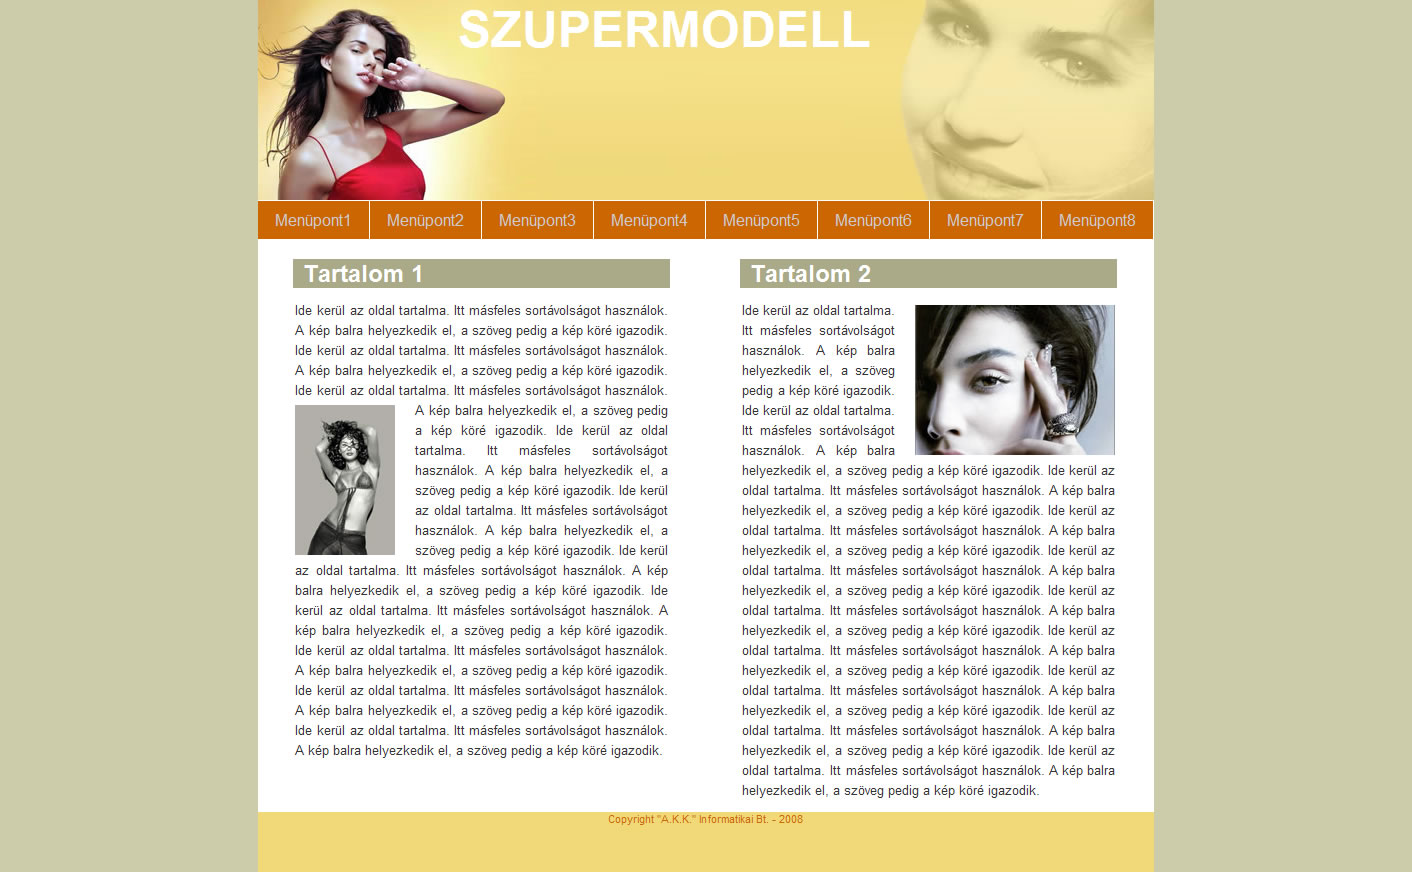 SZUPERMODELL
Menüpont1 Menüpont2 Menüpont3 Menüpont4 Menüpont5 Menüpont6 Menüpont7 Menüpont8
Tartalom 1
Ide kerül az oldal tartalma. Itt másfeles sortávolságot használok.
A kép balra helyezkedik el, a szöveg pedig a kép köré igazodik.
Ide kerül az oldal tartalma. Itt másfeles sortávolságot használok.
A kép balra helyezkedik el, a szöveg pedig a kép köré igazodik.
Ide kerül az oldal tartalma. Itt másfeles sortávolságot használok.
A kép balra helyezkedik el, a szöveg pedig
a kép köré igazodik. Ide kerül az oldal
tartalma. Itt másfeles sortávolságot
használok. A kép balra helyezkedik el, a
szöveg pedig a kép köré igazodik. Ide kerül
az oldal tartalma. Itt másfeles sortávolságot
használok. A kép balra helyezkedik el, a
szöveg pedig a kép köré igazodik. Ide kerül
az oldal tartalma. Itt másfeles sortávolságot használok. A kép
balra helyezkedik el, a szöveg pedig a kép köré igazodik. Ide
kerül az oldal tartalma. Itt másfeles sortávolságot használok. A
kép balra helyezkedik el, a szöveg pedig a kép köré igazodik.
Ide kerül az oldal tartalma. Itt másfeles sortávolságot használok.
A kép balra helyezkedik el, a szöveg pedig a kép köré igazodik.
Ide kerül az oldal tartalma. Itt másfeles sortávolságot használok.
A kép balra helyezkedik el, a szöveg pedig a kép köré igazodik.
Ide kerül az oldal tartalma. Itt másfeles sortávolságot használok.
A kép balra helyezkedik el, a szöveg pedig a kép köré igazodik.
Tartalom 2
Ide kerül az oldal tartalma.
Itt másfeles sortávolságot
használok. A kép balra
helyezkedik el, a szöveg
pedig a kép köré igazodik.
Ide kerül az oldal tartalma.
Itt másfeles sortávolságot
használok. A kép balra
helyezkedik el, a szöveg pedig a kép köré igazodik. Ide kerül az
oldal tartalma. Itt másfeles sortávolságot használok. A kép balra
helyezkedik el, a szöveg pedig a kép köré igazodik. Ide kerül az
oldal tartalma. Itt másfeles sortávolságot használok. A kép balra
helyezkedik el, a szöveg pedig a kép köré igazodik. Ide kerül az
oldal tartalma. Itt másfeles sortávolságot használok. A kép balra
helyezkedik el, a szöveg pedig a kép köré igazodik. Ide kerül az
oldal tartalma. Itt másfeles sortávolságot használok. A kép balra
helyezkedik el, a szöveg pedig a kép köré igazodik. Ide kerül az
oldal tartalma. Itt másfeles sortávolságot használok. A kép balra
helyezkedik el, a szöveg pedig a kép köré igazodik. Ide kerül az
oldal tartalma. Itt másfeles sortávolságot használok. A kép balra
helyezkedik el, a szöveg pedig a kép köré igazodik. Ide kerül az
oldal tartalma. Itt másfeles sortávolságot használok. A kép balra
helyezkedik el, a szöveg pedig a kép köré igazodik. Ide kerül az
oldal tartalma. Itt másfeles sortávolságot használok. A kép balra
helyezkedik el, a szöveg pedig a kép köré igazodik.
Copyright "A.K.K." Informatikai Bt. - 2008